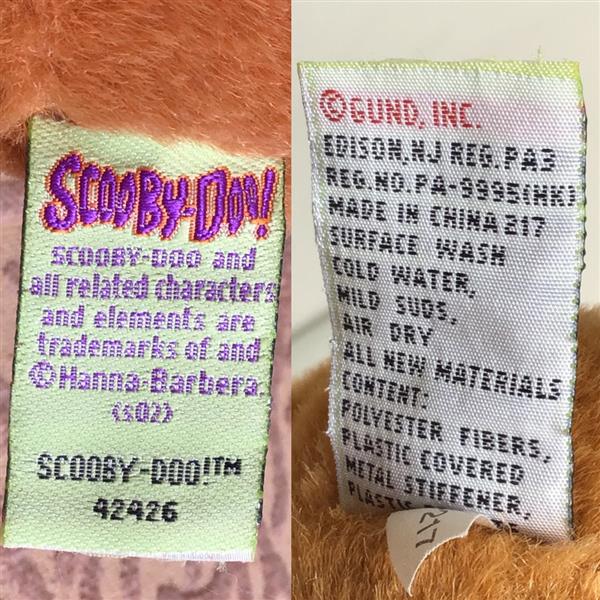 SCOOBY-DOO!
SCOOBY-DOO and
all related characters
and elements are
trademarks of and
©Hanna-Barbera.
(s02)
SCOOBY-DOO!™
42426
©GUND, INC.
EDISON,NJ REG.PA3
REG.NO.PA-9995(HK)
MADE IN CHINA 217
SURFACE WASH
COLD WATER,
MILD SUDS,
AIR DRY
ALL NEW MATERIALS
CONTENT:
POLYESTER FIBERS,
PLASTIC COVERED
METAL STIFFENER,
PLASTIC